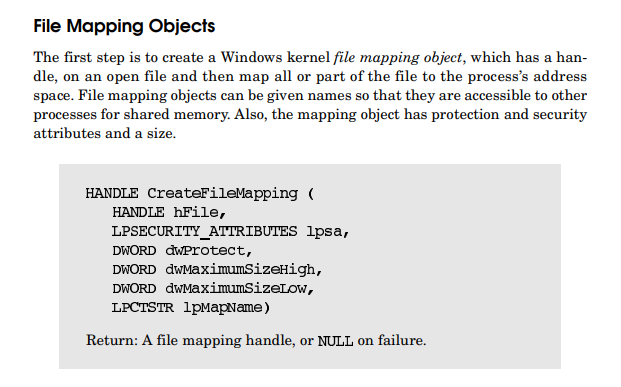 File Mapping Objects
The first step is to create a Windows kernel file mapping object, which has a han-
dle, on an open file and then map all or part of the file to the process’s address
space. File mapping objects can be given names so that they are accessible to other
processes for shared memory. Also, the mapping object has protection and security
attributes and a size.
HANDLE CreateFileMapping (
HANDLE hFile,
LPSECURITY_ATTRIBUTES lpsa,
DWORD dwProtect,
DWORD dwMaximumSizeHigh,
DWORD dwMaximumSizeLow,
LPCTSTR lpMapName)
Return: A file mapping handle, or NULL on failure.